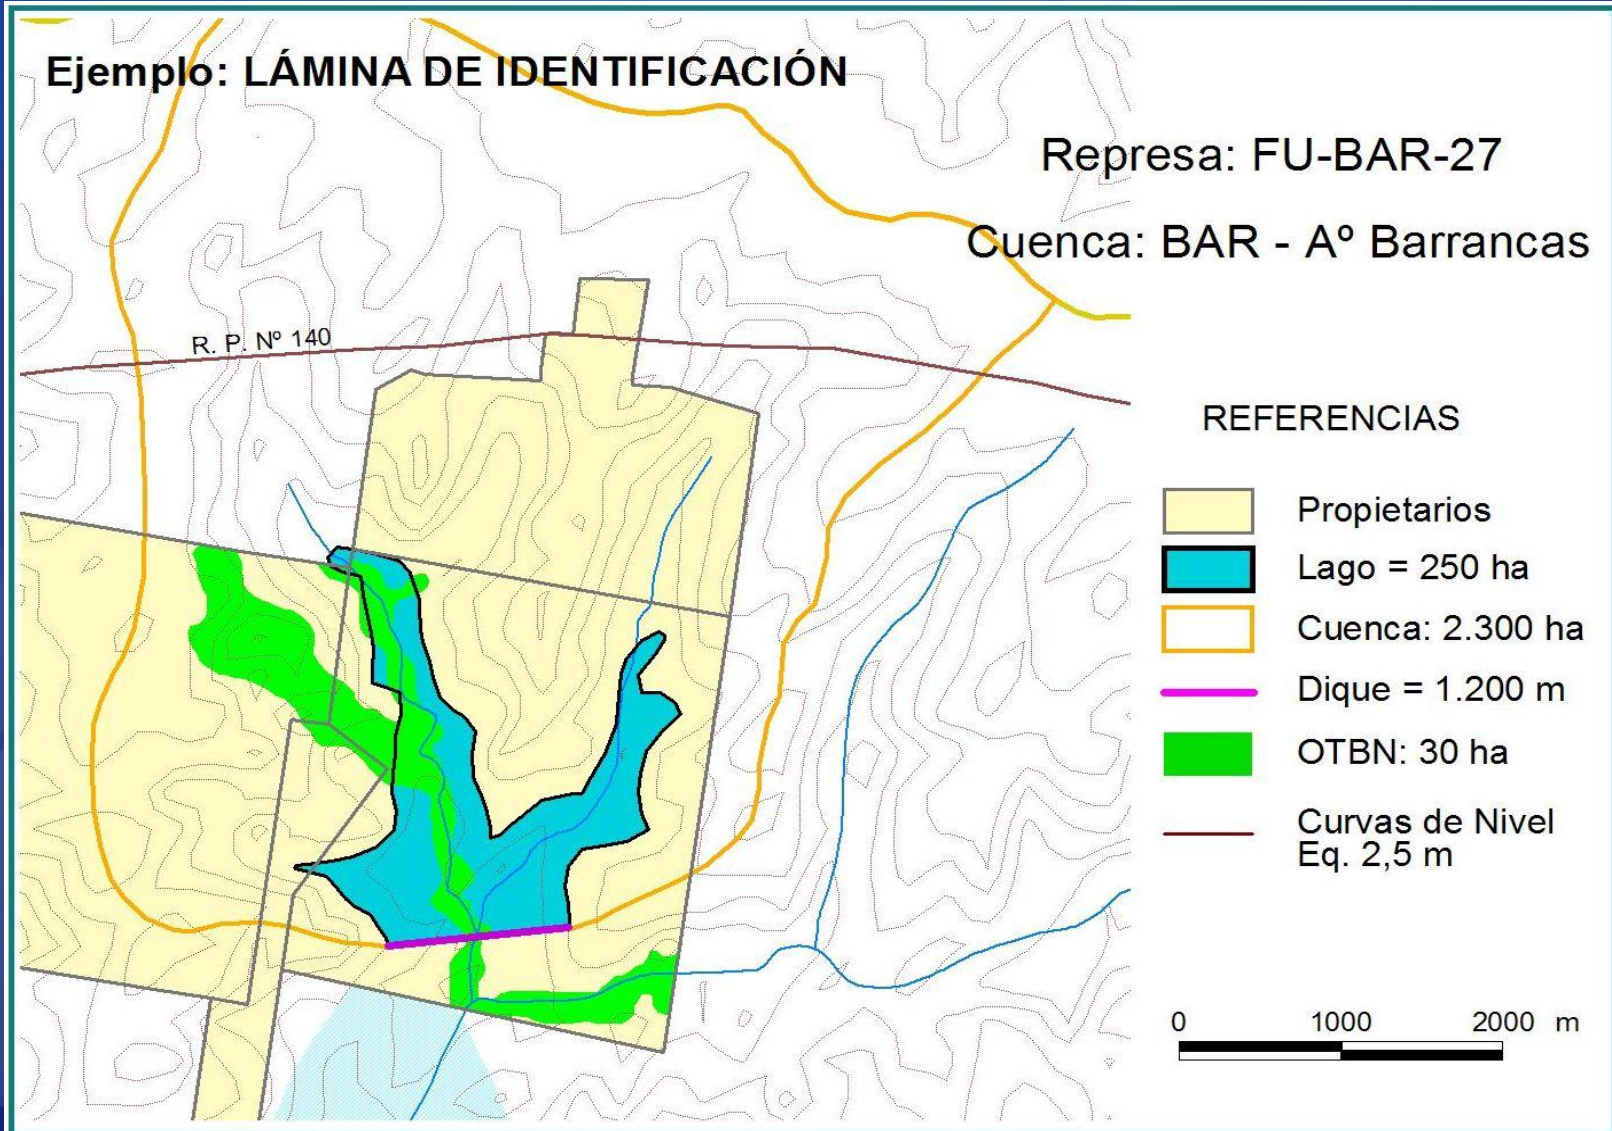 Ejemplo: LÁMINA DE IDENTIFICACIÓN
Represa: FU-BAR-27
Cuenca: BAR - Aº Barrancas
R. P. Nº 140
REFERENCIAS
Propietarios
Lago = 250 ha
Cuenca: 2.300 ha
Dique = 1.200 m
OTBN: 30 ha
Curvas de Nivel
Eq. 2,5 m
0 1000 2000 m